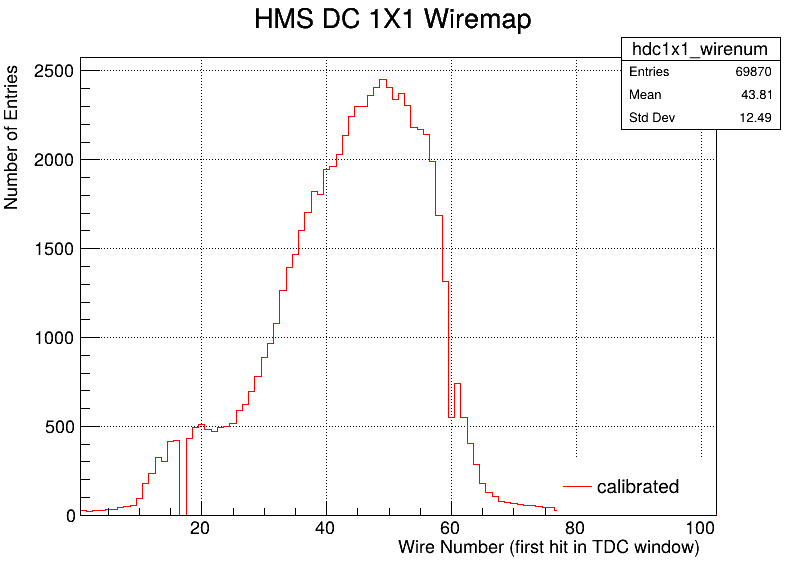 HMS DC 1X1 Wiremap
hdc1x1_wirenum
Entries 69870
Mean 43.81
Std Dev 12.49
Number of Entries
2500
2000
1500
1000
500
0
calibrated
20 40 60 80 100
Wire Number (first hit in TDC window)